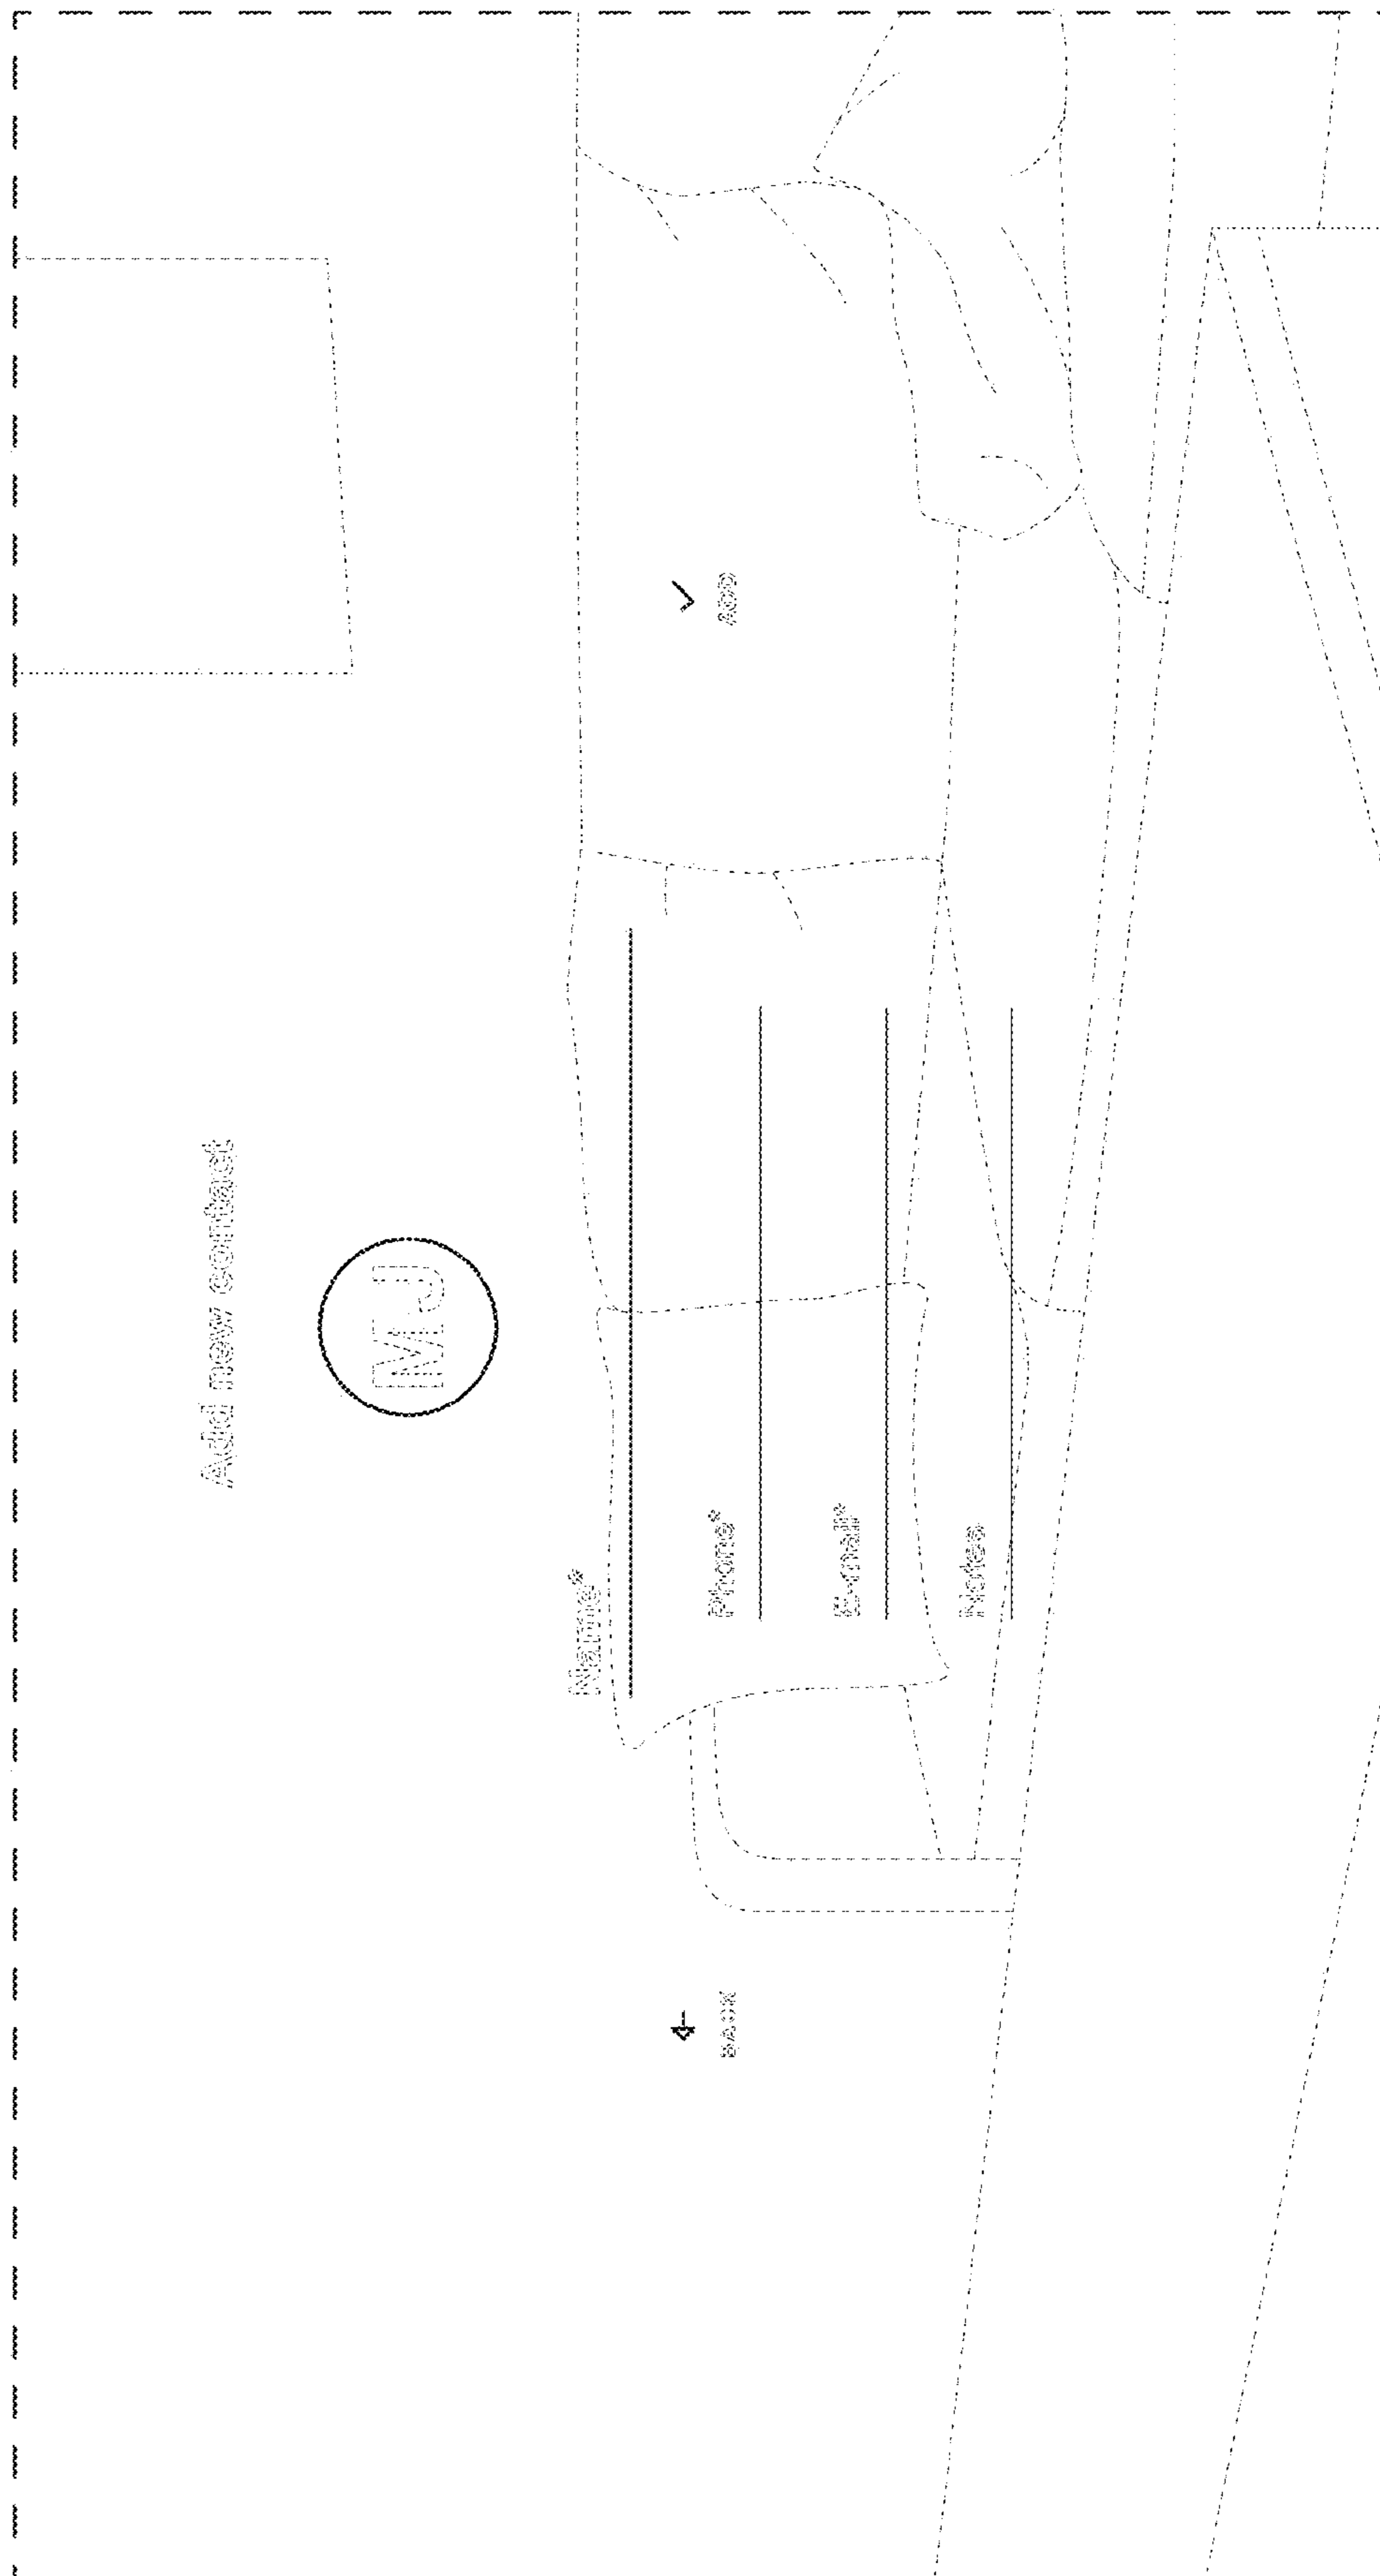 Add new contact
MJ
Name*
Phone*
E-mail*
Notes
BACK
ADD